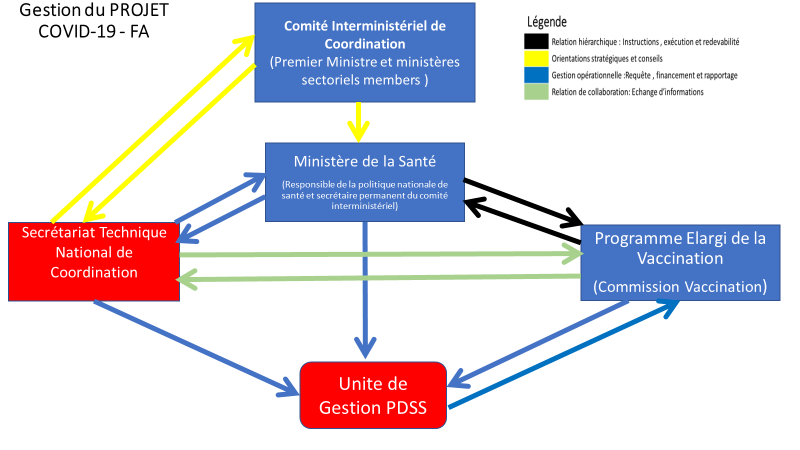 Gestion du PROJET
COVID-19 - FA
Comité Interministériel de
Coordination
(Premier Ministre et ministères
sectoriels members )
Légende
Relation hiérarchique : Instructions , exécution et redevabilité
Orientations stratégiques et conseils
Gestion opérationnelle :Requête , financement et rapportage
Relation de collaboration: Echange d'informations
Ministère de la Santé
(Responsible de la politique nationale de
santé et secrétaire permanent du comité
interministériel)
Secrétariat Technique
National de
Coordination
Programme Elargi de la
Vaccination
(Commission Vaccination)
Unite de
Gestion PDSS